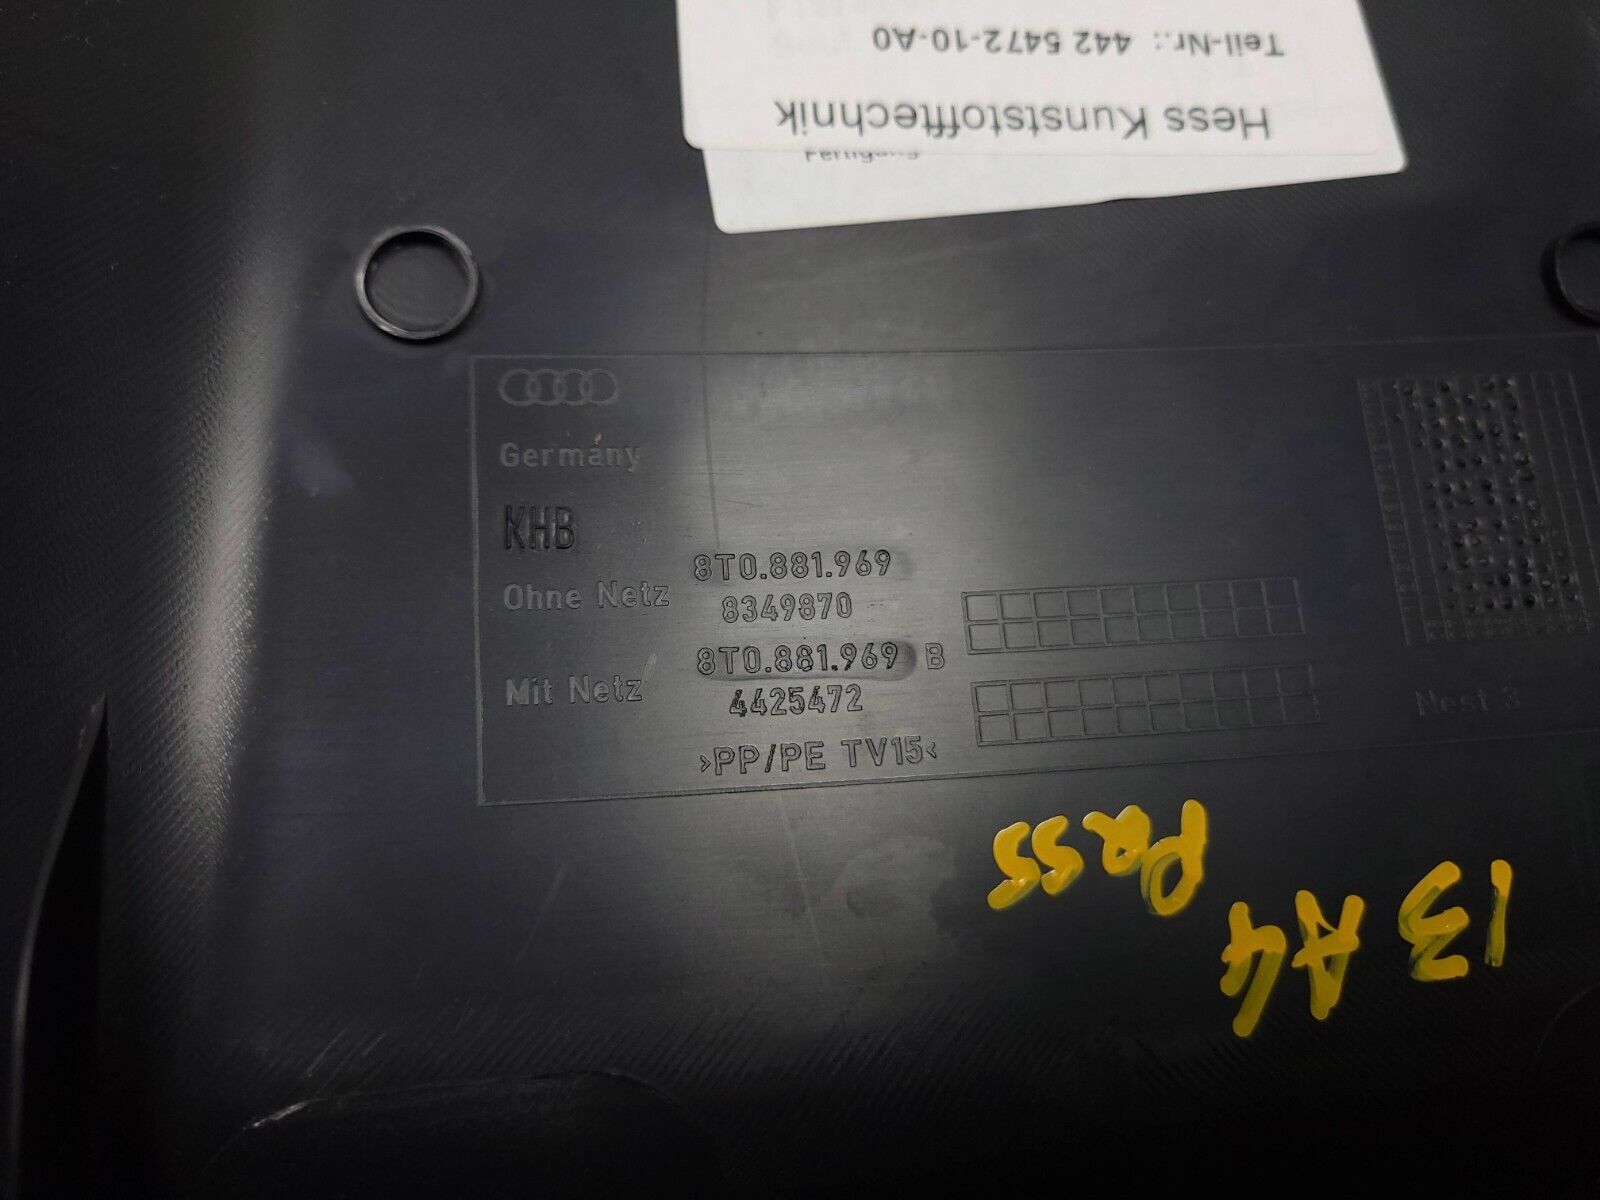 Hess Kunststofftechnik
Teil-Nr.: 442 5472-10-A0
Fertigung
Germany
KHB
8T0.881.969
Ohne Netz
8349870
8T0.881.969 B
Mit Netz
4425472
>PP/PE TV15<
Nest 3
13 A4
Pass